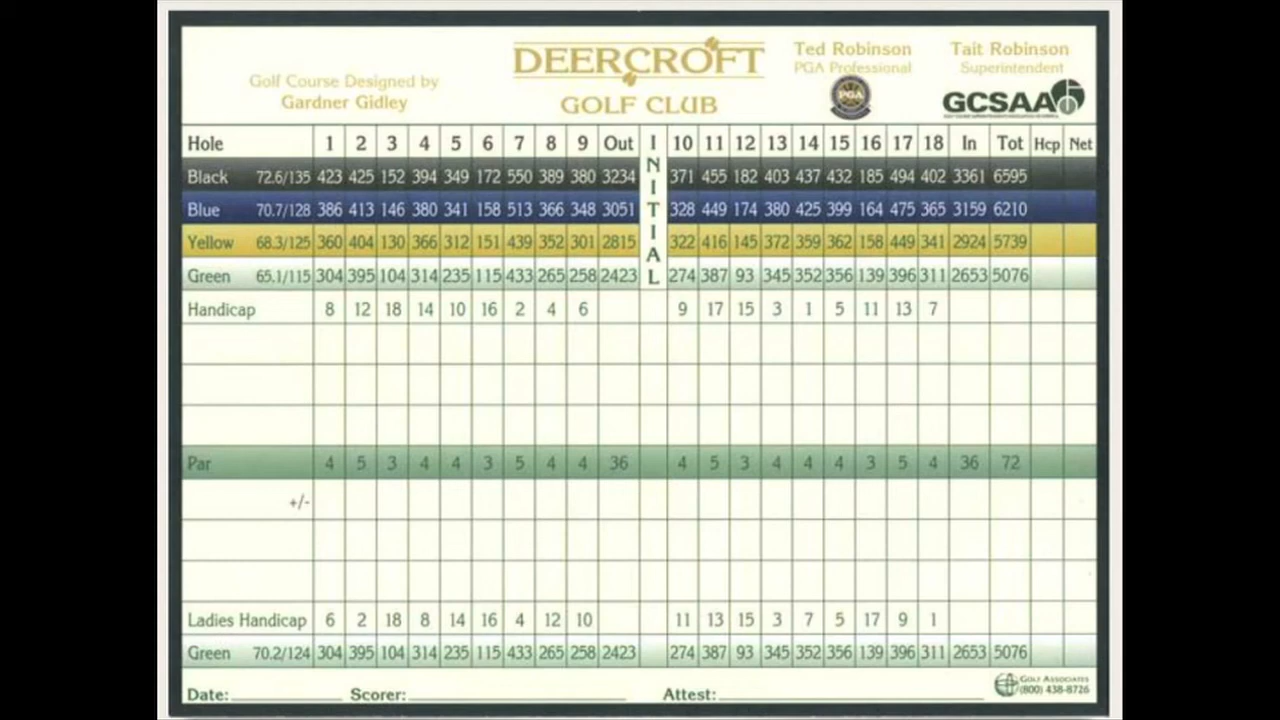 Golf Course Designed by
Gardner Gidley
DEERCROFT
GOLF CLUB
Ted Robinson
PGA Professional
PGA
Tait Robinson
Superintendent
GCSAA
Hole 1 2 3 4 5 6 7 8 9 Out INITIAL 10 11 12 13 14 15 16 17 18 In Tot Hcp Net
Black 72.6/135 423 425 152 394 349 172 550 389 380 3234 371 455 182 403 437 432 185 494 402 3361 6595
Blue 70.7/128 386 413 146 380 341 158 513 366 348 3051 328 449 174 380 425 399 164 475 365 3159 6210
Yellow 68.3/125 360 404 130 366 312 151 439 352 301 2815 322 416 145 372 359 362 158 449 341 2924 5739
Green 65.1/115 304 395 104 314 235 115 433 265 258 2423 274 387 93 345 352 356 139 396 311 2653 5076
Handicap 8 12 18 14 10 16 2 4 6 9 17 15 3 1 5 11 13 7
Par 4 5 3 4 4 3 5 4 4 36 4 5 3 4 4 4 3 5 4 36 72
+/-
Ladies Handicap 6 2 18 8 14 16 4 12 10 11 13 15 3 7 5 17 9 1
Green 70.2/124 304 395 104 314 235 115 433 265 258 2423 274 387 93 345 352 356 139 396 311 2653 5076
Date: Scorer: Attest:
GOLF ASSOCIATES
(800) 438-8726